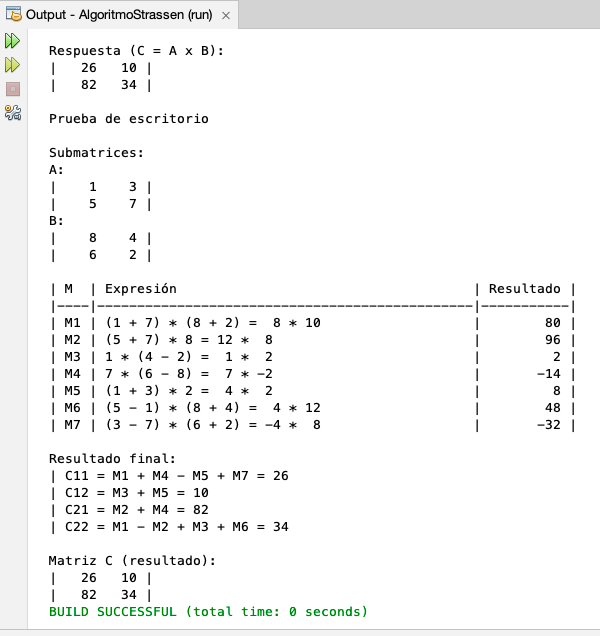 Output - AlgoritmoStrassen (run) ×
Respuesta (C = A x B):
|   26   10 |
|   82   34 |
Prueba de escritorio
Submatrices:
A:
|    1    3 |
|    5    7 |
B:
|    8    4 |
|    6    2 |
| M  | Expresión                                     | Resultado |
|----|-----------------------------------------------|-----------|
| M1 | (1 + 7) * (8 + 2) =  8 * 10                   |        80 |
| M2 | (5 + 7) * 8 = 12 *  8                         |        96 |
| M3 | 1 * (4 - 2) =  1 *  2                         |         2 |
| M4 | 7 * (6 - 8) =  7 * -2                         |       -14 |
| M5 | (1 + 3) * 2 =  4 *  2                         |         8 |
| M6 | (5 - 1) * (8 + 4) =  4 * 12                   |        48 |
| M7 | (3 - 7) * (6 + 2) = -4 *  8                   |       -32 |
Resultado final:
| C11 = M1 + M4 - M5 + M7 = 26
| C12 = M3 + M5 = 10
| C21 = M2 + M4 = 82
| C22 = M1 - M2 + M3 + M6 = 34
Matriz C (resultado):
|   26   10 |
|   82   34 |
BUILD SUCCESSFUL (total time: 0 seconds)